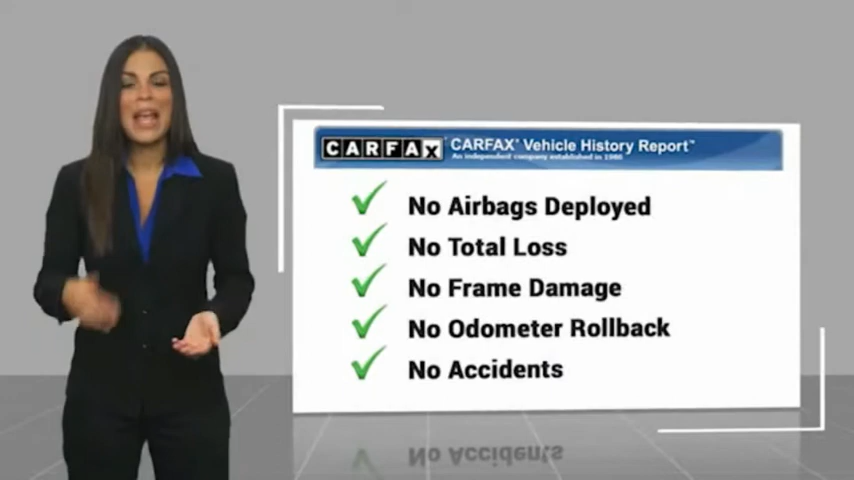 CARFAX CARFAX® Vehicle History Report™
An independent company established in 1986
No Airbags Deployed
No Total Loss
No Frame Damage
No Odometer Rollback
No Accidents
No Accidents